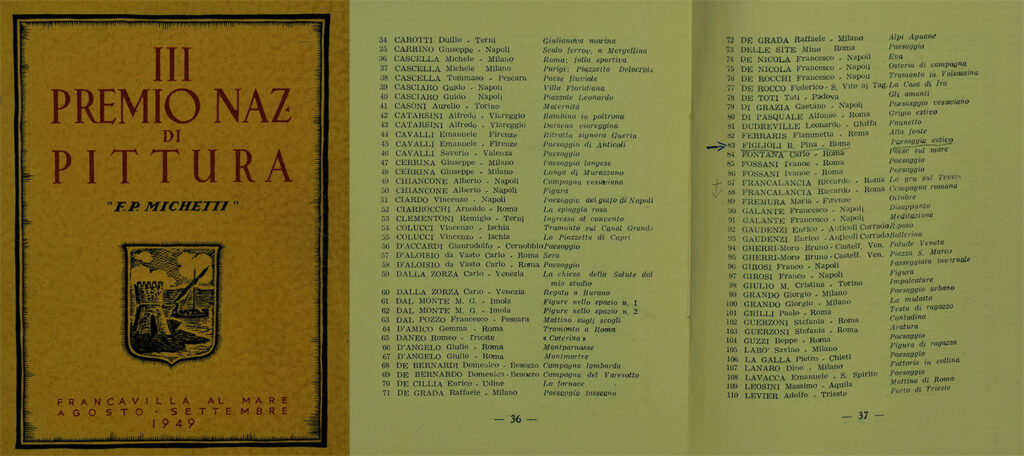 III
PREMIO NAZ.
DI
PITTURA
"F.P. MICHETTI"
FRANCAVILLA AL MARE
AGOSTO · SETTEMBRE
1949
34 CAROTTI Duilio - Terni Giulianova marina
35 CARRINO Giuseppe - Napoli Scalo ferrov. a Mergellina
36 CASCELLA Michele - Milano Roma: folla sportiva
37 CASCELLA Michele - Milano Parigi: Piazzetta Delacroix
38 CASCELLA Tommaso - Pescara Paese fluviale
39 CASCIARO Guido - Napoli Villa Floridiana
40 CASCIARO Guido - Napoli Piazzale Leonardo
41 CASONI Aurelio - Torino Maternità
42 CATARSINI Alfredo - Viareggio Bambina in poltrona
43 CATARSINI Alfredo - Viareggio Darsena viareggina
44 CAVALLI Emanuele - Firenze Ritratto signora Guerin
45 CAVALLI Emanuele - Firenze Paesaggio di Anticoli
46 CAVALLI Saverio - Valenza Paesaggio
47 CERRINA Giuseppe - Milano Paesaggio langese
48 CERRINA Giuseppe - Milano Langa di Murazzano
49 CHIANCONE Alberto - Napoli Campagna vesuviana
50 CHIANCONE Alberto - Napoli Figura
51 CIARDO Vincenzo - Napoli Paesaggio del golfo di Napoli
52 CIARROCCHI Arnoldo - Roma La spiaggia rosa
53 CLEMENTONI Remigio - Terni Ingresso al convento
54 COLUCCI Vincenzo - Ischia Tramonto sul Canal Grande
55 COLUCCI Vincenzo - Ischia La Piazzetta di Capri
56 D'ACCARDI Gianrodolfo - Cernobbio Paesaggio
57 D'ALOISIO da Vasto Carlo - Roma Sera
58 D'ALOISIO da Vasto Carlo - Roma Paesaggio
59 DALLA ZORZA Carlo - Venezia La chiesa della Salute dal
mio studio
60 DALLA ZORZA Carlo - Venezia Regata a Burano
61 DAL MONTE M. G. - Imola Figure nello spazio n. 1
62 DAL MONTE M. G. - Imola Figure nello spazio n. 2
63 DAL POZZO Francesco - Pescara Mattino sugli scogli
64 D'AMICO Gemma - Roma Tramonto a Roma
65 DANEO Romeo - Trieste « Caterina »
66 D'ANGELO Giulio - Roma Montparnasse
67 D'ANGELO Giulio - Roma Montmartre
68 DE BERNARDI Domenico - Besozzo Campagna lombarda
69 DE BERNARDO Domenico - Besozzo Campagna del Varesotto
70 DE CILLIA Enrico - Udine La fornace
71 DE GRADA Raffaele - Milano Paesaggio tossagno
— 36 —
72 DE GRADA Raffaele - Milano Alpi Apuane
73 DELLE SITE Mino - Roma Paesaggio
74 DE NICOLA Francesco - Napoli Eva
75 DE NICOLA Francesco - Napoli Osteria di campagna
76 DE ROCCHI Francesco - Napoli Tramonto in Valsassina
77 DE ROCCO Federico - S. Vito al Tag. La Casa di Iro
78 DE TOTI Toti - Padova Gli amanti
79 DI GRAZIA Gaetano - Napoli Paesaggio vesuviano
80 DI PASQUALE Alfonso - Roma Grigio estivo
81 DUDREVILLE Leonardo - Ghiffa Faunetto
82 FERRARIS Fiammetta - Roma Alla fonte
83 FIGLIOLI B. Pina - Roma Paesaggio estivo
84 FONTANA Carlo - Roma Paese sul mare
85 FOSSANI Ivanoe - Roma Paesaggio
86 FOSSANI Ivanoe - Roma Paesaggio
87 FRANCALANCIA Riccardo - Roma La gru sul Tevere
88 FRANCALANCIA Riccardo - Roma Campagna romana
89 FREMURA Maria - Firenze Ottobre
90 GALANTE Francesco - Napoli Disappunto
91 GALANTE Francesco - Napoli Meditazione
92 GAUDENZI Enrico - Anticoli Corrado Riposo
93 GAUDENZI Enrico - Anticoli Corrado Ballerina
94 GHERRI-Moro Bruno - Castelf. Ven. Palude Veneta
95 GHERRI-Moro Bruno - Castelf. Ven. Piazza S. Marco
96 GIROSI Franco - Napoli Passeggiata invernale
97 GIROSI Franco - Napoli Figura
98 GIULIO M. Cristina - Torino Impalcature
99 GRANDO Giorgio - Milano Paesaggio urbano
100 GRANDO Giorgio - Milano La mulatta
101 GRILLI Paolo - Roma Testa di ragazzo
102 GUERZONI Stefania - Roma Contadina
103 GUERZONI Stefania - Roma Aratura
104 GUZZI Beppe - Roma Paesaggio
105 LABO' Savino - Milano Figura di ragazza
106 LA GALLA Pietro - Chieti Paesaggio
107 LANARO Dino - Milano Fattoria in collina
108 LAVACCA Emanuele - S. Spirito Paesaggio
109 LEOSINI Massimo - Aquila Mattino di Roma
110 LEVIER Adolfo - Trieste Porto di Trieste
— 37 —